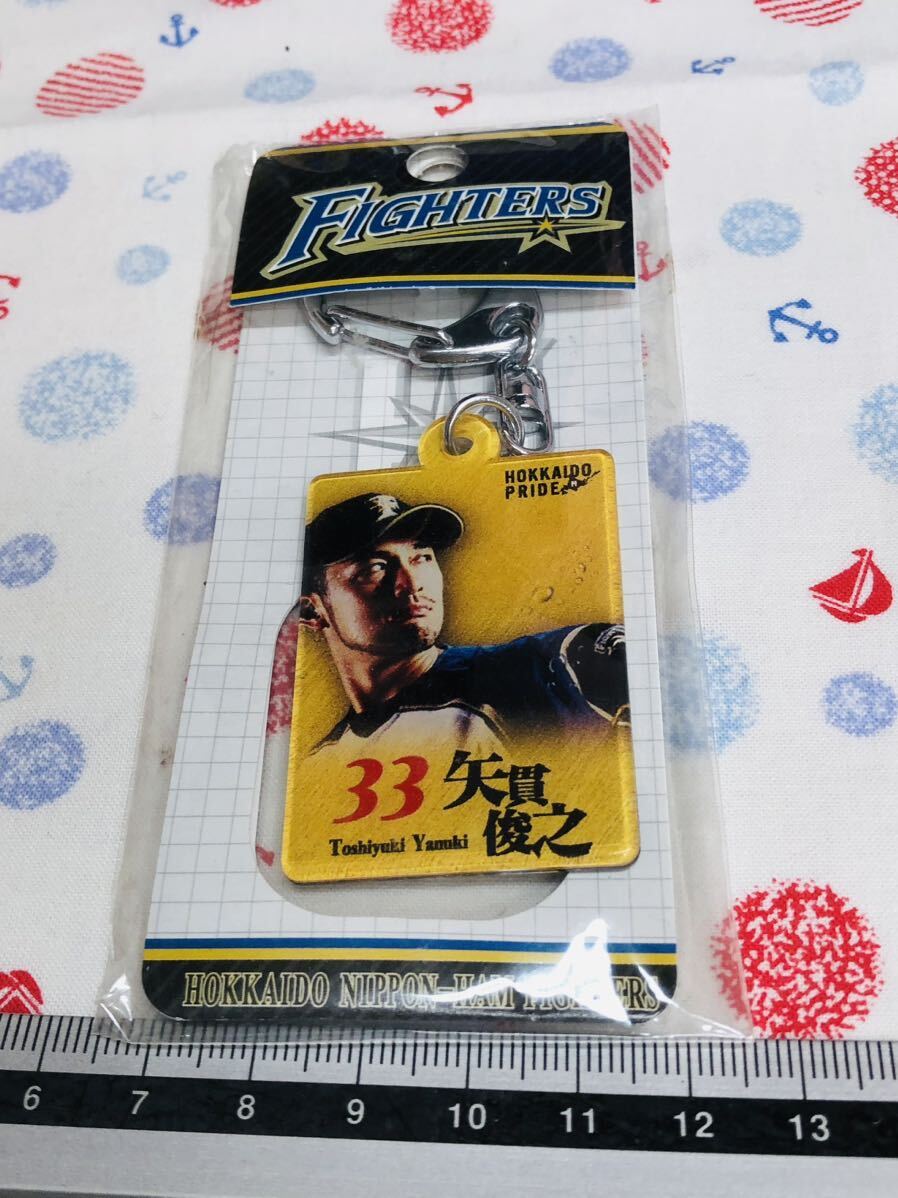 FIGHTERS
HOKKAIDO
PRIDE
33 矢貫
俊之
Toshiyuki Yanuki
HOKKAIDO NIPPON-HAM FIGHTERS
6 7 8 9 10 11 12 13